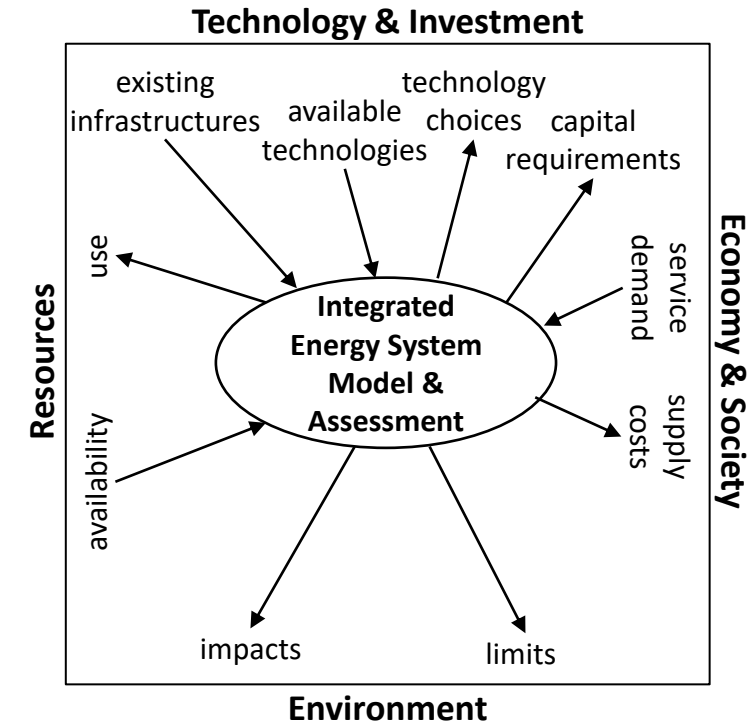 Technology & Investment
existing
infrastructures
available
technologies
technology
choices
capital
requirements
use
Resources
availability
Integrated
Energy System
Model &
Assessment
service
demand
supply
costs
Economy & Society
impacts
limits
Environment